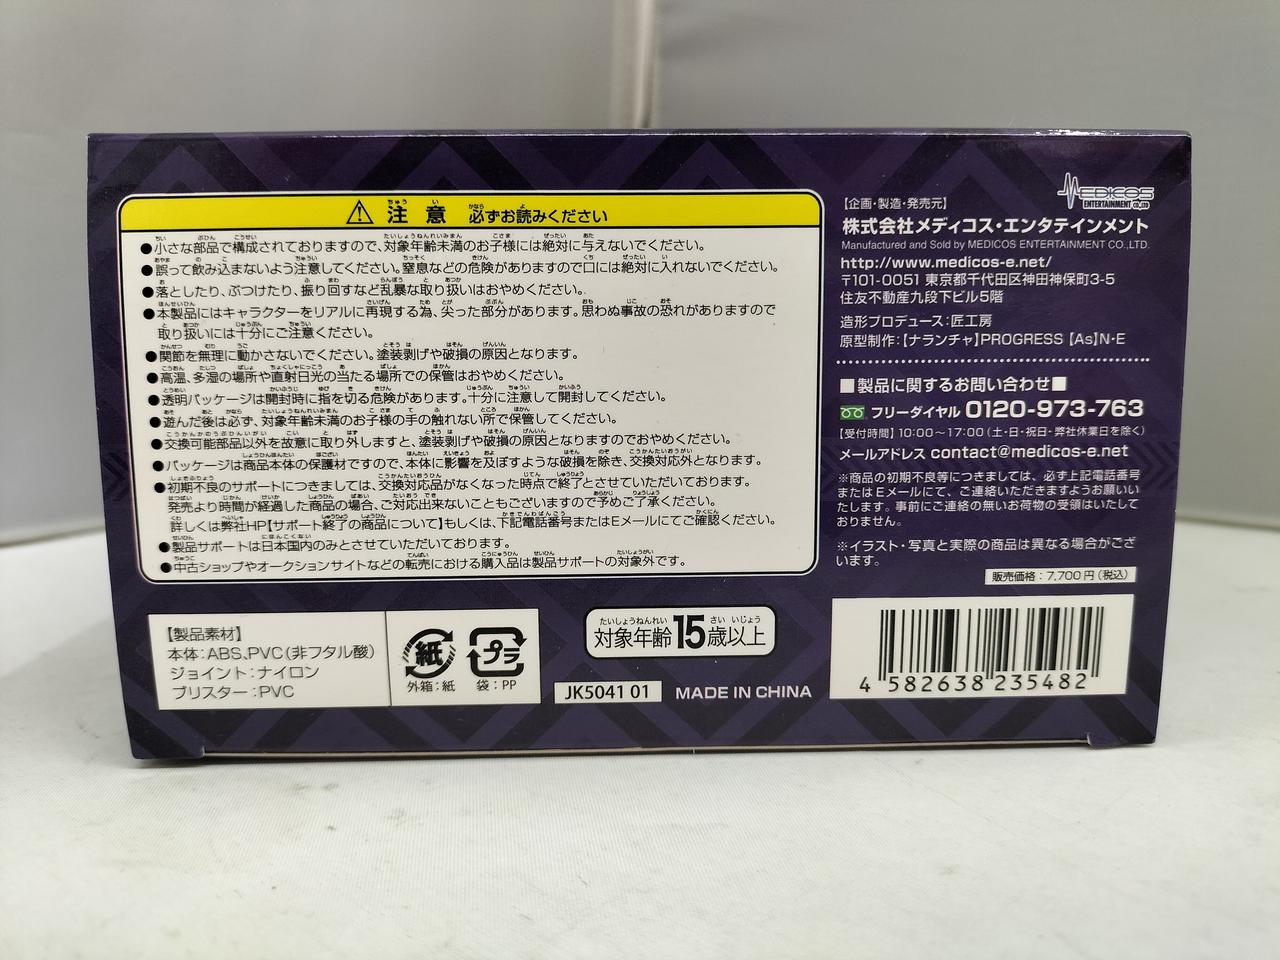 注意 必ずお読みください
●小さな部品で構成されておりますので、対象年齢未満のお子様には絶対に与えないでください。
●誤って飲み込まないよう注意してください。窒息などの危険がありますので口には絶対に入れないでください。
●落としたり、ぶつけたり、振り回すなど乱暴な取り扱いはおやめください。
●本製品にはキャラクターをリアルに再現する為、尖った部分があります。思わぬ事故の恐れがありますので
取り扱いには十分にご注意ください。
●関節を無理に動かさないでください。塗装剥げや破損の原因となります。
●高温、多湿の場所や直射日光の当たる場所での保管はおやめください。
●透明パッケージは開封時に指を切る危険があります。十分に注意して開封してください。
●遊んだ後は必ず、対象年齢未満のお子様の手の触れない所で保管してください。
●交換可能部品以外を故意に取り外しますと、塗装剥げや破損の原因となりますのでおやめください。
●パッケージは商品本体の保護材ですので、本体に影響を及ぼすような破損を除き、交換対応外となります。
●初期不良のサポートにつきましては、交換対応品がなくなった時点で終了とさせていただいております。
発売より時間が経過した商品の場合、ご対応出来ないこともございますので予めご了承ください。
詳しくは弊社HP【サポート終了の商品について】もしくは、下記電話番号またはEメールにてご確認ください。
●製品サポートは日本国内のみとさせていただいております。
●中古ショップやオークションサイトなどの転売における購入品は製品サポートの対象外です。
【製品素材】
本体:ABS、PVC(非フタル酸)
ジョイント:ナイロン
ブリスター:PVC
紙
外箱:紙
プラ
袋:PP
たいしょうねんれい さい いじょう
対象年齢15歳以上
JK5041 01
MADE IN CHINA
MEDICOS
ENTERTAINMENT CO.,LTD
【企画・製造・発売元】
株式会社メディコス・エンタテインメント
Manufactured and Sold by MEDICOS ENTERTAINMENT CO.,LTD.
http://www.medicos-e.net/
〒101-0051 東京都千代田区神田神保町3-5
住友不動産九段下ビル5階
造形プロデュース:匠工房
原型制作:【ナランチャ】PROGRESS 【As】N・E
■製品に関するお問い合わせ■
フリーダイヤル 0120-973-763
【受付時間】10:00〜17:00(土・日・祝日・弊社休業日を除く)
メールアドレス contact@medicos-e.net
※商品の初期不良等につきましては、必ず上記電話番号
またはEメールにて、ご連絡いただきますようお願いい
たします。事前にご連絡の無いお荷物の受領はいたして
おりません。
※イラスト・写真と実際の商品は異なる場合がござ
います。
販売価格:7,700円(税込)
4 582638 235482